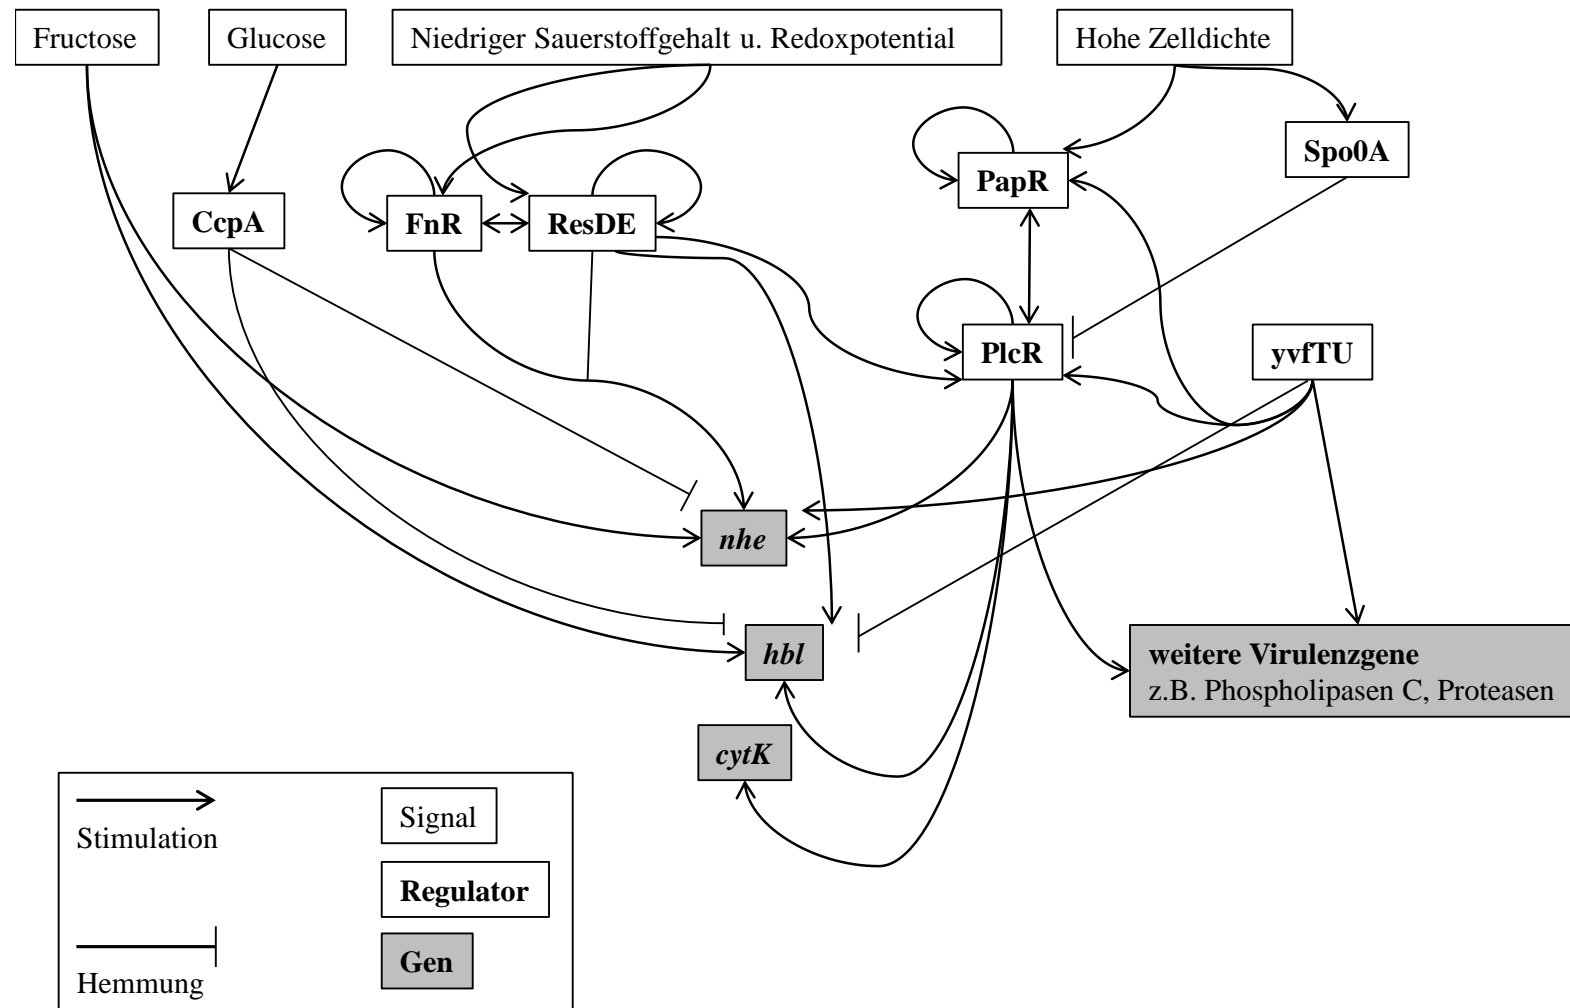 Fructose
Glucose
Niedriger Sauerstoffgehalt u. Redoxpotential
Hohe Zelldichte
Spo0A
PapR
CcpA
FnR
ResDE
PlcR
yvfTU
nhe
hbl
weitere Virulenzgene
z.B. Phospholipasen C, Proteasen
cytK
Stimulation
Signal
Regulator
Hemmung
Gen